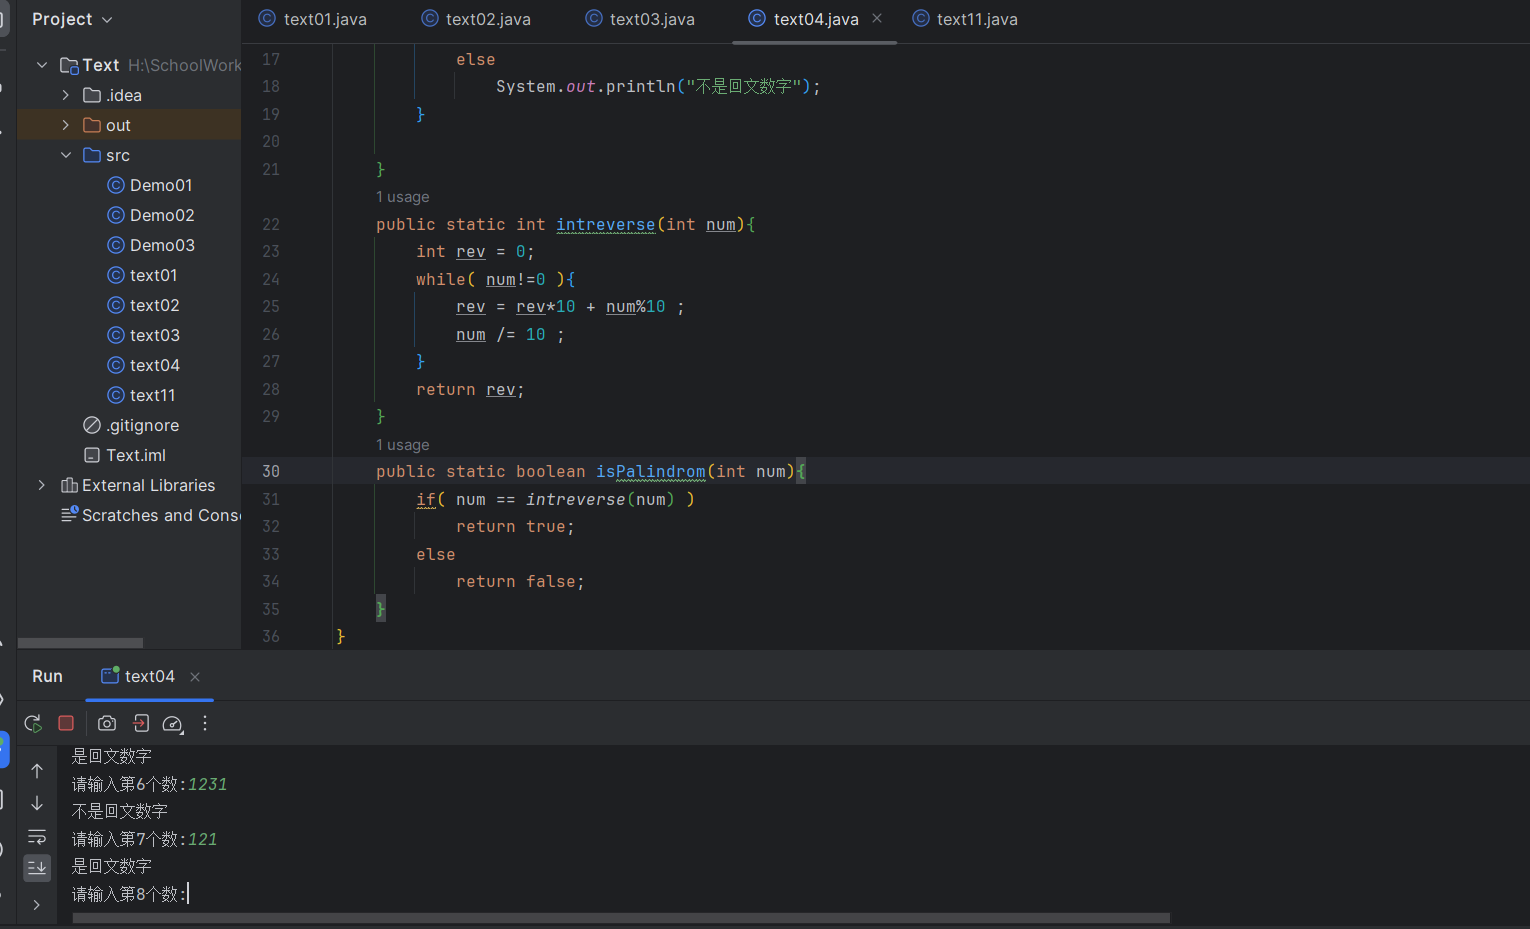 Project
text01.java
text02.java
text03.java
text04.java
text11.java
Text H:\SchoolWork
.idea
out
src
Demo01
Demo02
Demo03
text01
text02
text03
text04
text11
.gitignore
Text.iml
External Libraries
Scratches and Cons
17 else
18 System.out.println("不是回文数字");
19 }
20
21 }
1 usage
22 public static int intreverse(int num){
23 int rev = 0;
24 while( num!=0 ){
25 rev = rev*10 + num%10 ;
26 num /= 10 ;
27 }
28 return rev;
29 }
1 usage
30 public static boolean isPalindrom(int num){
31 if( num == intreverse(num) )
32 return true;
33 else
34 return false;
35 }
36 }
Run
text04
是回文数字
请输入第6个数:1231
不是回文数字
请输入第7个数:121
是回文数字
请输入第8个数: